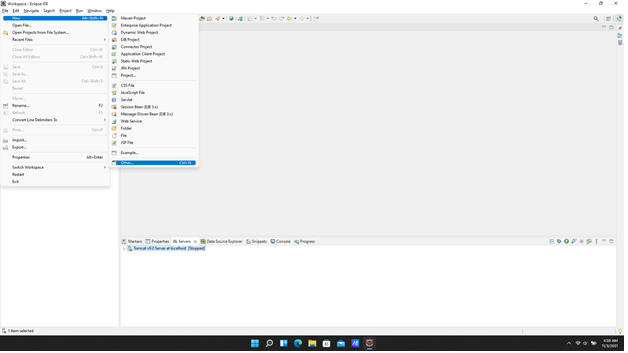 Workspace - Eclipse IDE
File Edit Navigate Search Project Run Window Help
New Alt+Shift+N
Open File...
Open Projects from File System...
Recent Files
Close Editor Ctrl+W
Close All Editors Ctrl+Shift+W
Save Ctrl+S
Save As...
Save All Ctrl+Shift+S
Revert
Move...
Rename... F2
Refresh F5
Convert Line Delimiters To
Print... Ctrl+P
Import...
Export...
Properties Alt+Enter
Switch Workspace
Restart
Exit
Maven Project
Enterprise Application Project
Dynamic Web Project
EJB Project
Connector Project
Application Client Project
Static Web Project
JPA Project
Project...
CSS File
JavaScript File
Servlet
Session Bean (EJB 3.x)
Message-Driven Bean (EJB 3.x)
Web Service
Folder
File
JSP File
Example...
Other... Ctrl+N
Markers Properties Servers Data Source Explorer Snippets Console Progress
Tomcat v9.0 Server at localhost [Stopped]
1 item selected
4:59 AM
11/5/2021